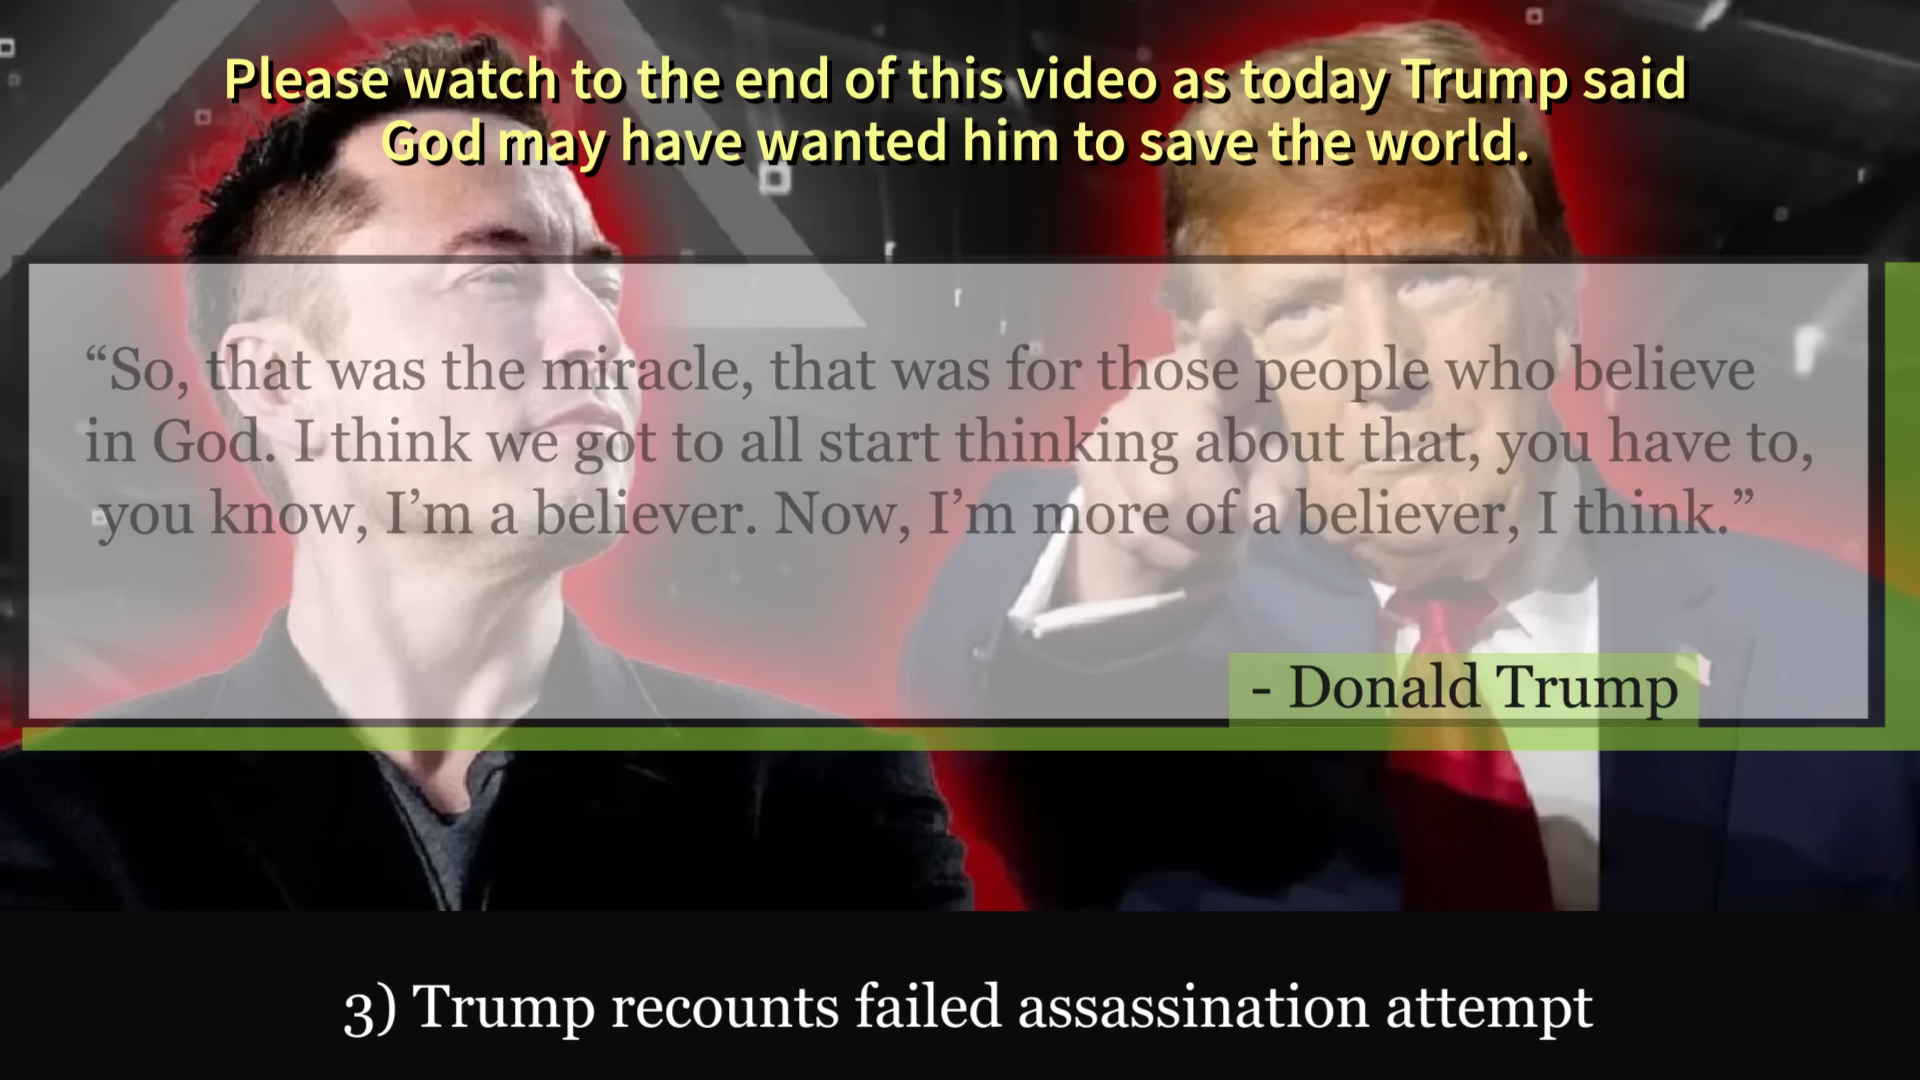 Please watch to the end of this video as today Trump said
God may have wanted him to save the world.
“So, that was the miracle, that was for those people who believe
in God. I think we got to all start thinking about that, you have to,
you know, I’m a believer. Now, I’m more of a believer, I think.”
- Donald Trump
3) Trump recounts failed assassination attempt